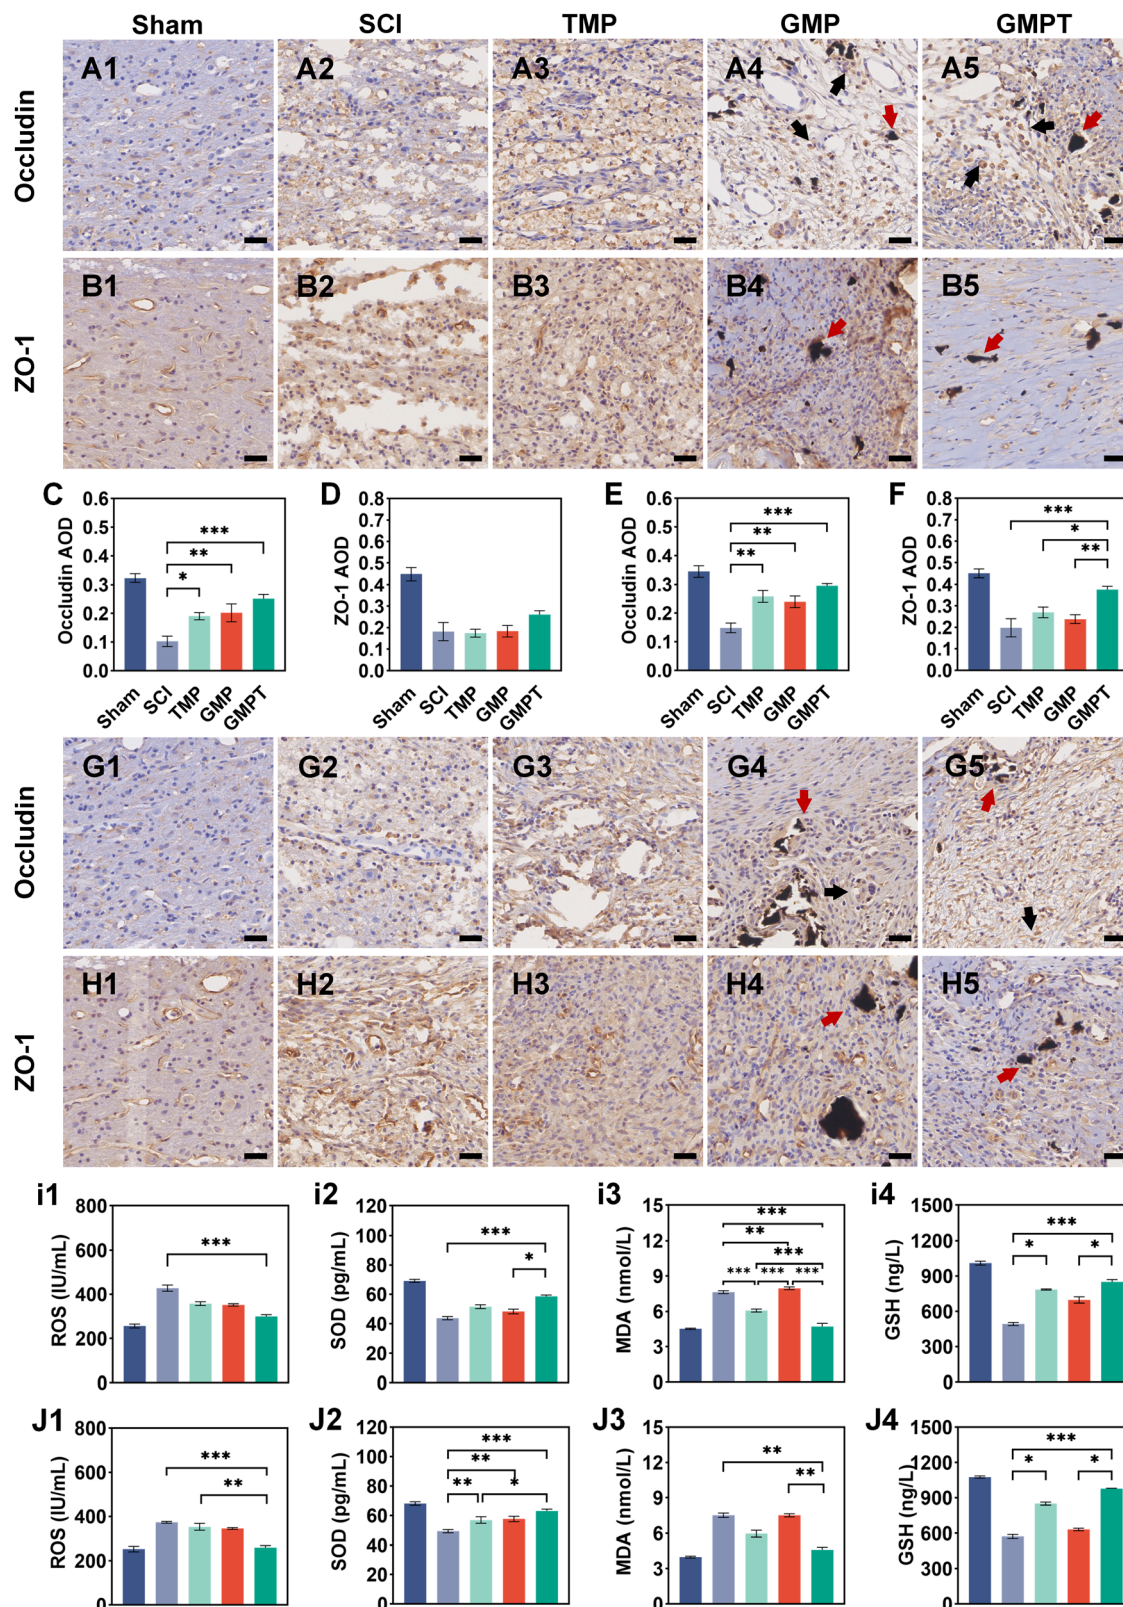 Sham SCI TMP GMP GMPT
Occludin
A1 A2 A3 A4 A5
ZO-1
B1 B2 B3 B4 B5
C
Occludin AOD
0.6
0.5
0.4
0.3
0.2
0.1
0.0
*
**
***
Sham SCI TMP GMP GMPT
D
ZO-1 AOD
0.8
0.7
0.6
0.5
0.4
0.3
0.2
0.1
0.0
Sham SCI TMP GMP GMPT
E
Occludin AOD
0.6
0.5
0.4
0.3
0.2
0.1
0.0
***
**
**
Sham SCI TMP GMP GMPT
F
ZO-1 AOD
0.8
0.7
0.6
0.5
0.4
0.3
0.2
0.1
0.0
***
*
**
Sham SCI TMP GMP GMPT
Occludin
G1 G2 G3 G4 G5
ZO-1
H1 H2 H3 H4 H5
i1
ROS (IU/mL)
800
600
400
200
0
***
i2
SOD (pg/mL)
120
100
80
60
40
20
0
***
*
i3
MDA (nmol/L)
15
12
9
6
3
0
***
**
***
*** *** ***
i4
GSH (ng/L)
1500
1200
900
600
300
0
***
* *
J1
ROS (IU/mL)
800
600
400
200
0
***
**
J2
SOD (pg/mL)
120
100
80
60
40
20
0
***
**
** *
J3
MDA (nmol/L)
15
12
9
6
3
0
**
**
J4
GSH (ng/L)
1500
1200
900
600
300
0
***
* *